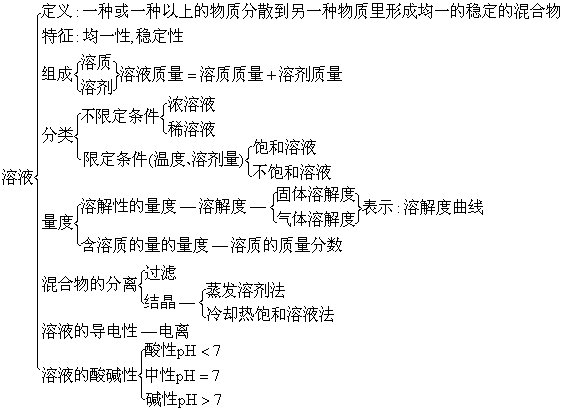 定义:一种或一种以上的物质分散到另一种物质里形成均一的稳定的混合物
特征:均一性,稳定性
组成
溶质
溶剂
溶液质量=溶质质量+溶剂质量
分类
不限定条件
浓溶液
稀溶液
限定条件(温度、溶剂量)
饱和溶液
不饱和溶液
溶液
量度
溶解性的量度—溶解度—
固体溶解度
气体溶解度
表示:溶解度曲线
含溶质的量的量度—溶质的质量分数
混合物的分离
过滤
结晶—
蒸发溶剂法
冷却热饱和溶液法
溶液的导电性—电离
溶液的酸碱性
酸性pH<7
中性pH=7
碱性pH>7